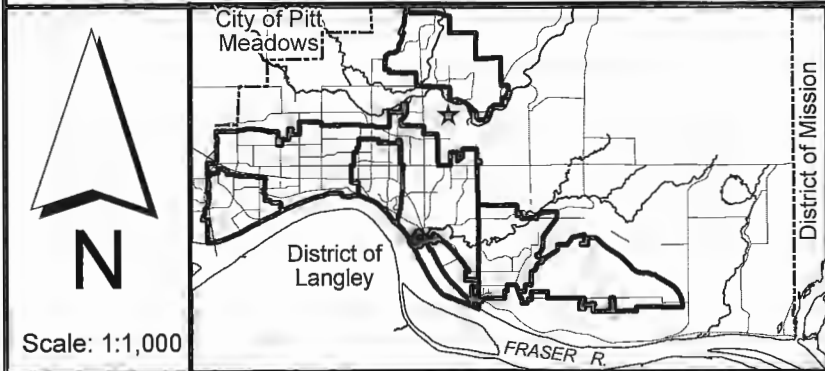 City of Pitt
Meadows
District of Mission
District of
Langley
N
Scale: 1:1,000
FRASER R.